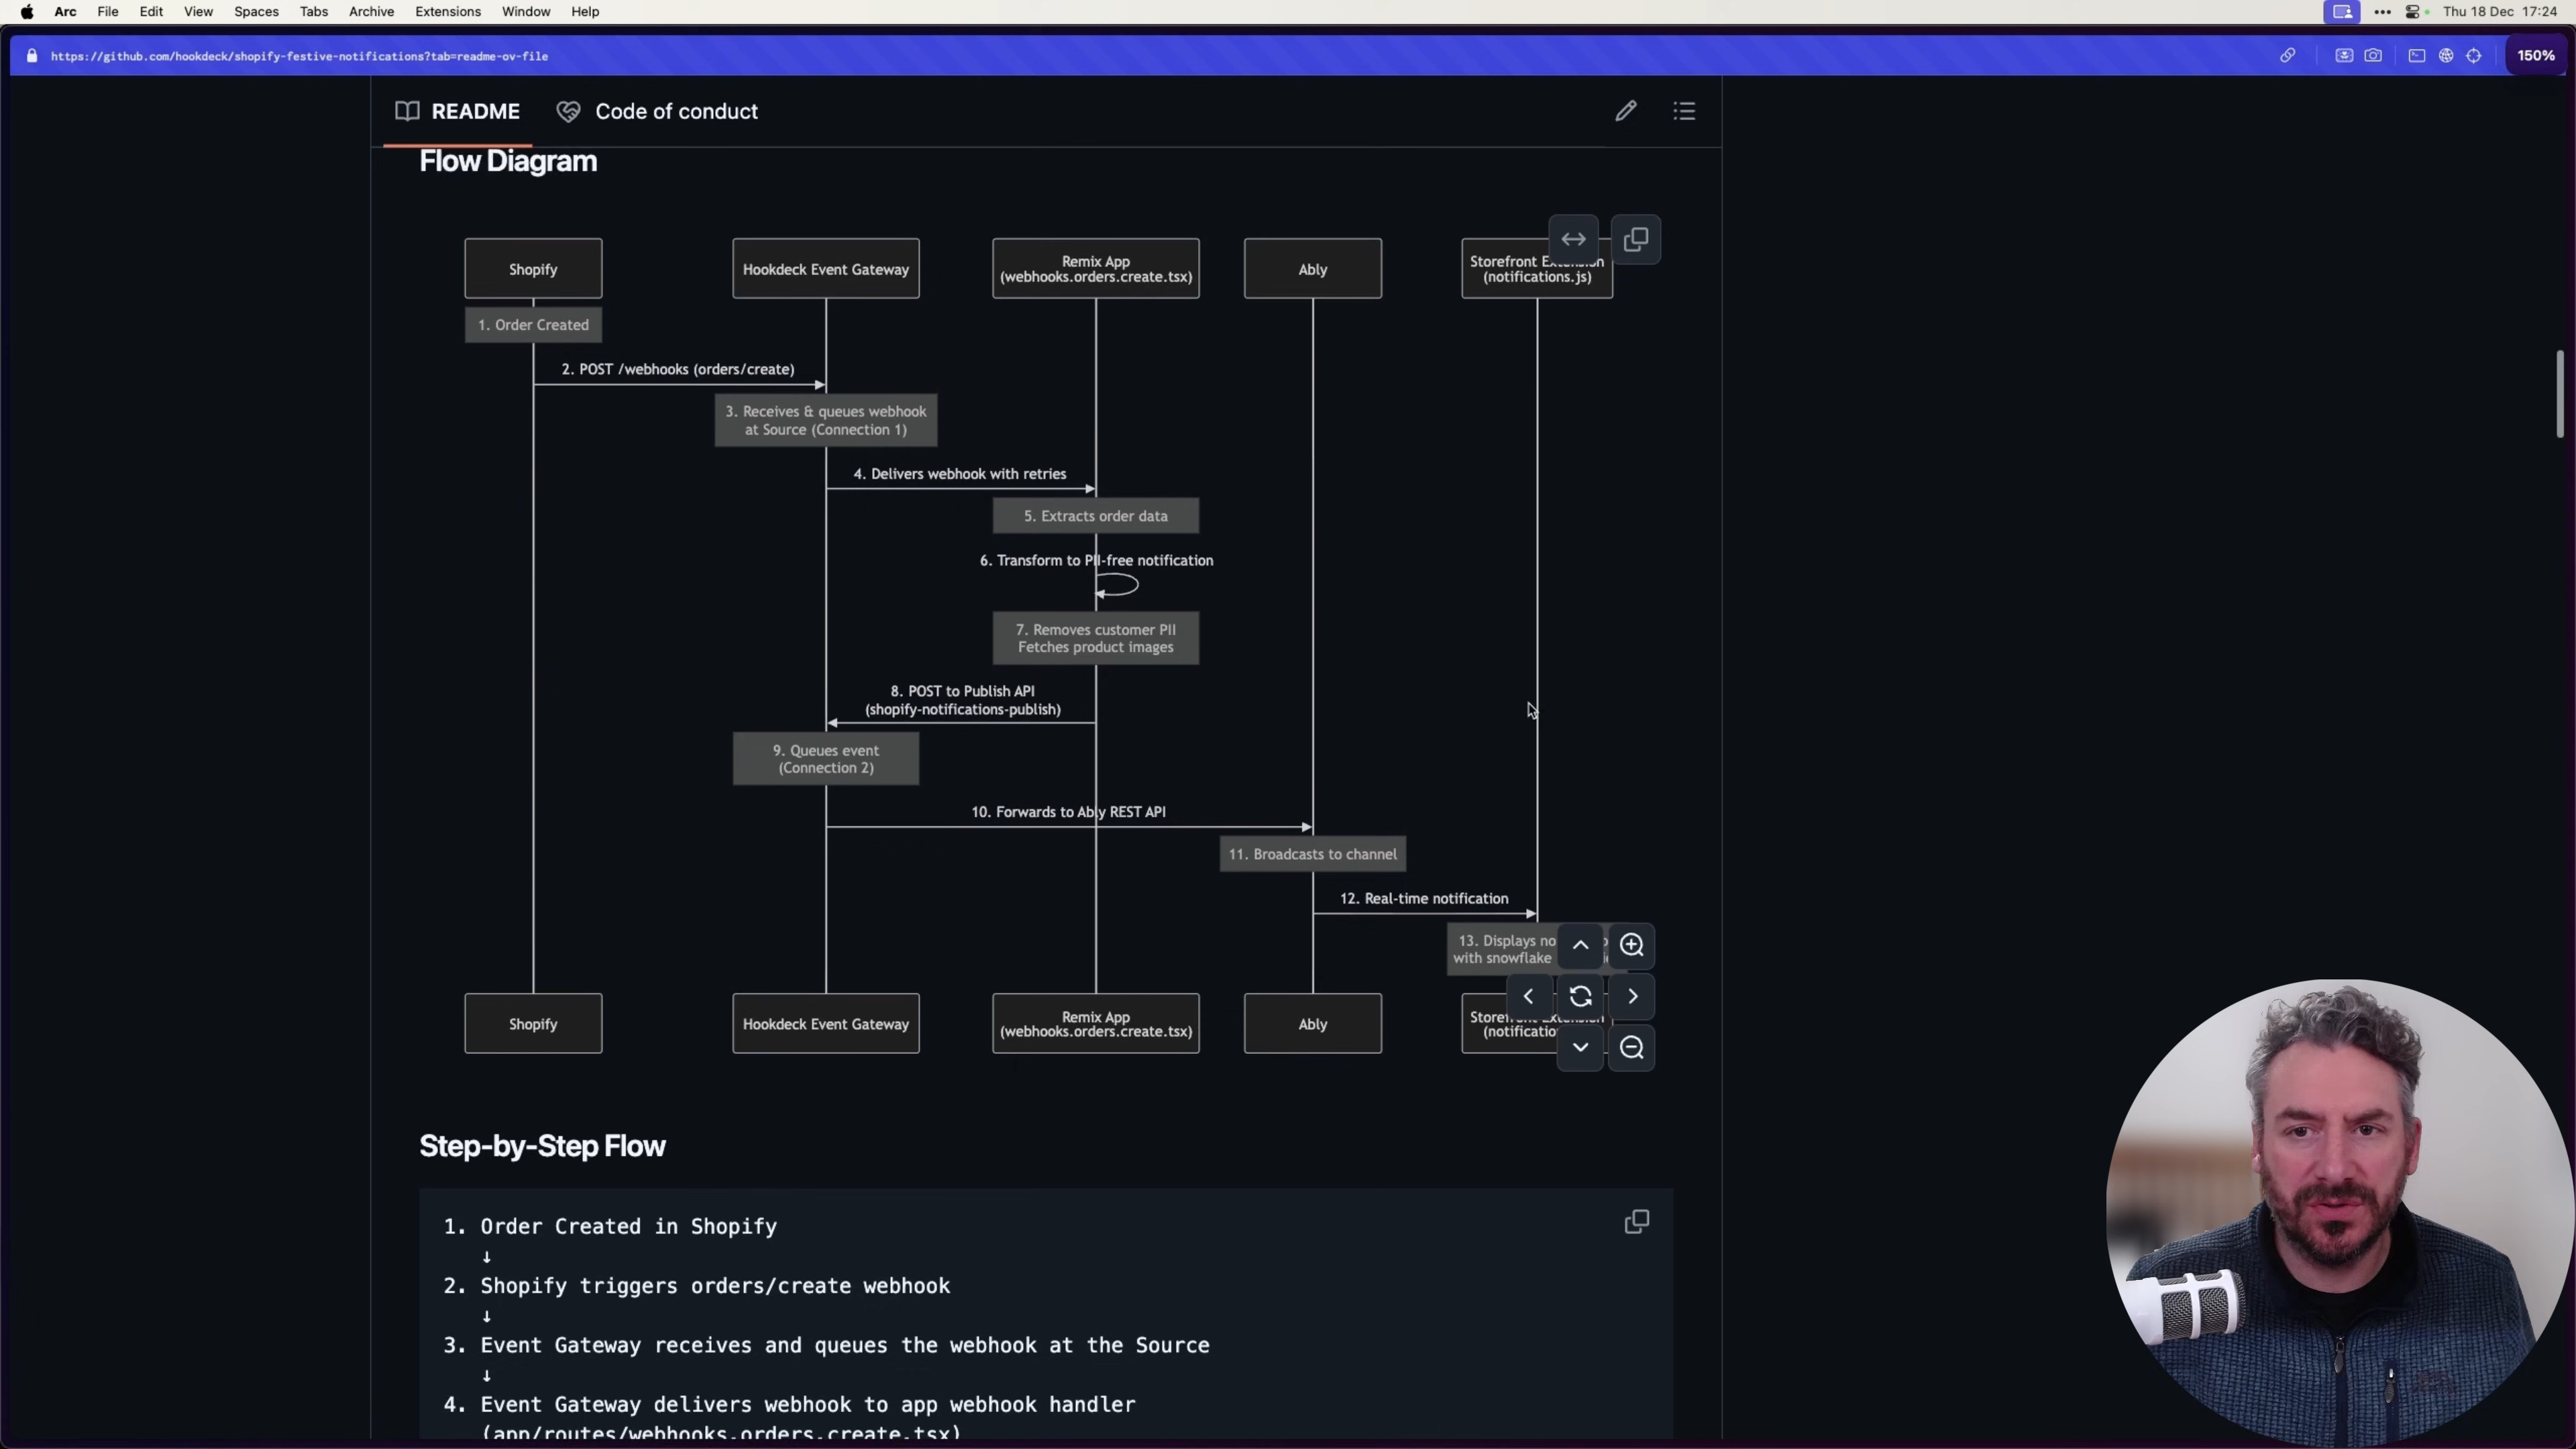 Arc File Edit View Spaces Tabs Archive Extensions Window Help
Thu 18 Dec 17:24
https://github.com/hookdeck/shopify-festive-notifications?tab=readme-ov-file
150%
README
Code of conduct
Flow Diagram
Shopify
Hookdeck Event Gateway
Remix App
(webhooks.orders.create.tsx)
Ably
Storefront
(notifications.js)
1. Order Created
2. POST /webhooks (orders/create)
3. Receives & queues webhook
at Source (Connection 1)
4. Delivers webhook with retries
5. Extracts order data
6. Transform to PII-free notification
7. Removes customer PII
Fetches product images
8. POST to Publish API
(shopify-notifications-publish)
9. Queues event
(Connection 2)
10. Forwards to Ably REST API
11. Broadcasts to channel
12. Real-time notification
13. Displays
with snowflake
Shopify
Hookdeck Event Gateway
Remix App
(webhooks.orders.create.tsx)
Ably
Step-by-Step Flow
1. Order Created in Shopify
↓
2. Shopify triggers orders/create webhook
↓
3. Event Gateway receives and queues the webhook at the Source
↓
4. Event Gateway delivers webhook to app webhook handler
(app/routes/webhooks.orders.create.tsx)